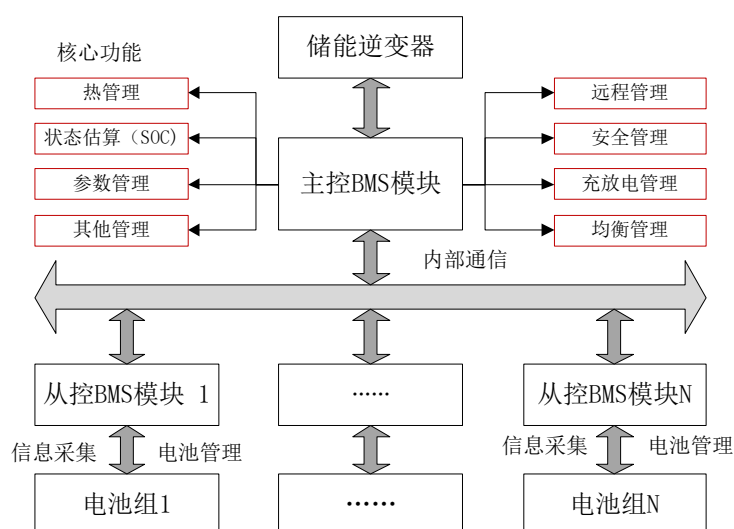 储能逆变器
核心功能
热管理
远程管理
状态估算（SOC)
安全管理
参数管理
主控BMS模块
充放电管理
其他管理
均衡管理
内部通信
从控BMS模块 1
……
从控BMS模块N
信息采集
电池管理
信息采集
电池管理
电池组1
……
电池组N